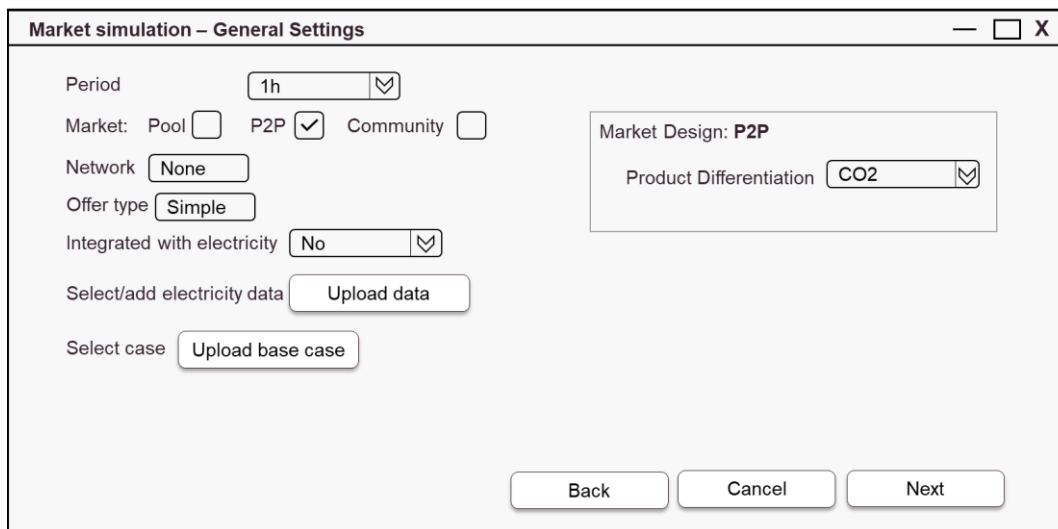 Market simulation – General Settings X
Period 1h
Market: Pool P2P Community
Network None
Offer type Simple
Integrated with electricity No
Select/add electricity data Upload data
Select case Upload base case
Market Design: P2P
Product Differentiation CO2
Back Cancel Next